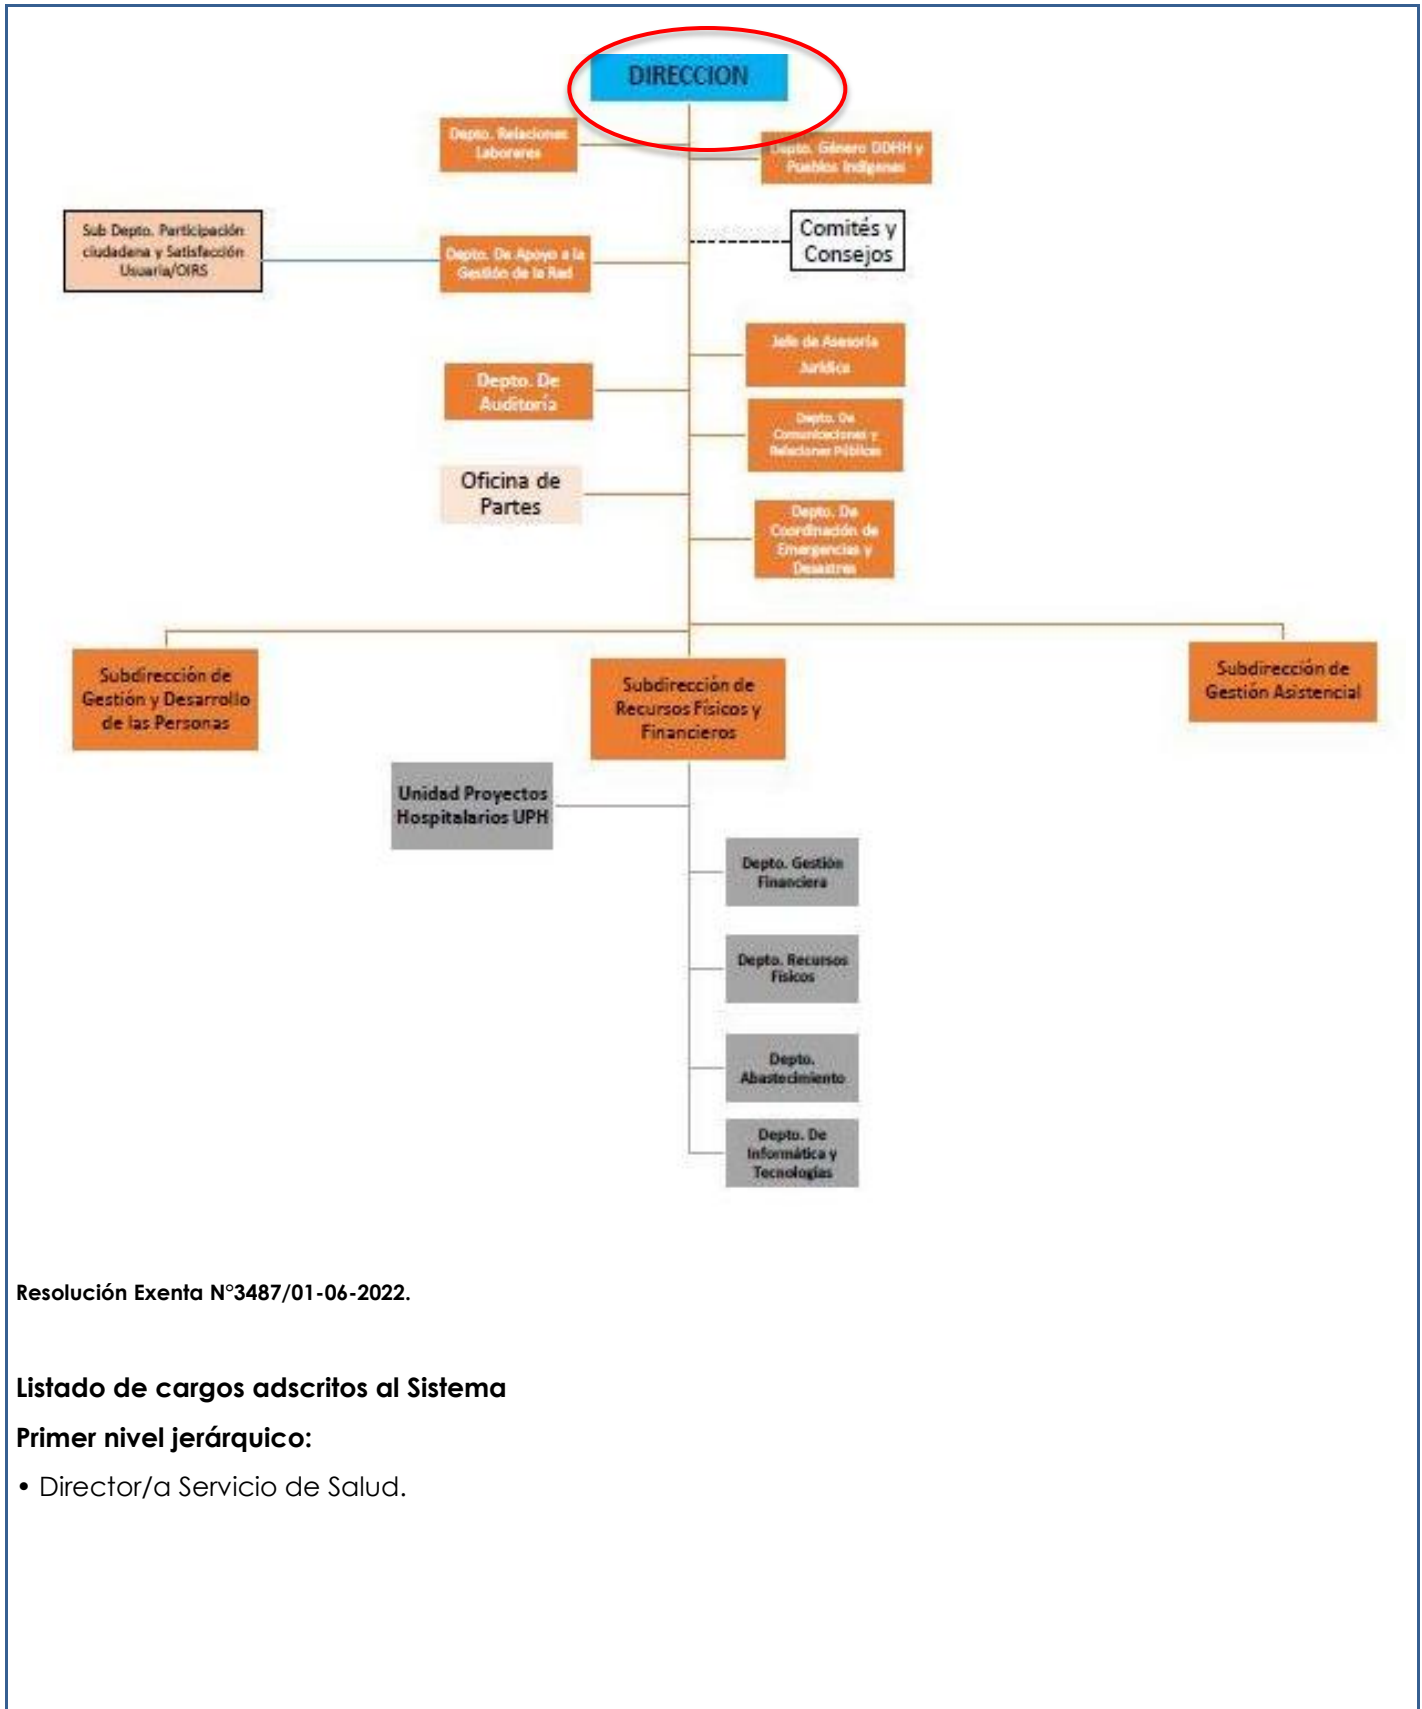 DIRECCION
Depto. Relaciones
Laborares
Depto. Género DDHH y
Pueblos Indígenas
Sub Depto. Participación
ciudadana y Satisfacción
Usuaria/OIRS
Depto. De Apoyo a la
Gestión de la Red
Comités y
Consejos
Jefe de Asesoría
Jurídica
Depto. De
Auditoría
Depto. De
Comunicaciones y
Relaciones Públicas
Oficina de
Partes
Depto. De
Coordinación de
Emergencias y
Desastres
Subdirección de
Gestión y Desarrollo
de las Personas
Subdirección de
Recursos Físicos y
Financieros
Subdirección de
Gestión Asistencial
Unidad Proyectos
Hospitalarios UPH
Depto. Gestión
Financiera
Depto. Recursos
Físicos
Depto.
Abastecimiento
Depto. De
Informática y
Tecnologías
Resolución Exenta N°3487/01-06-2022.
Listado de cargos adscritos al Sistema
Primer nivel jerárquico:
• Director/a Servicio de Salud.